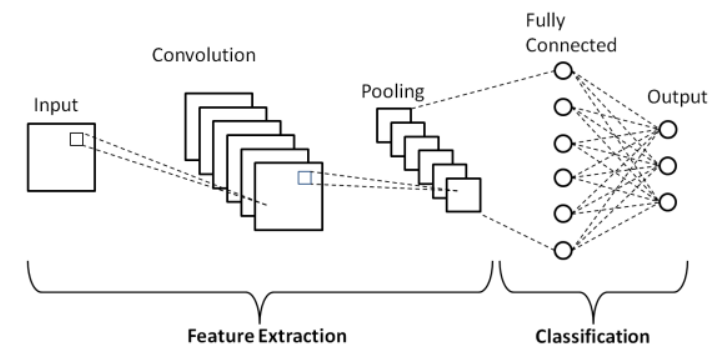 Fully
Connected
Convolution
Pooling
Input
Output
Feature Extraction
Classification